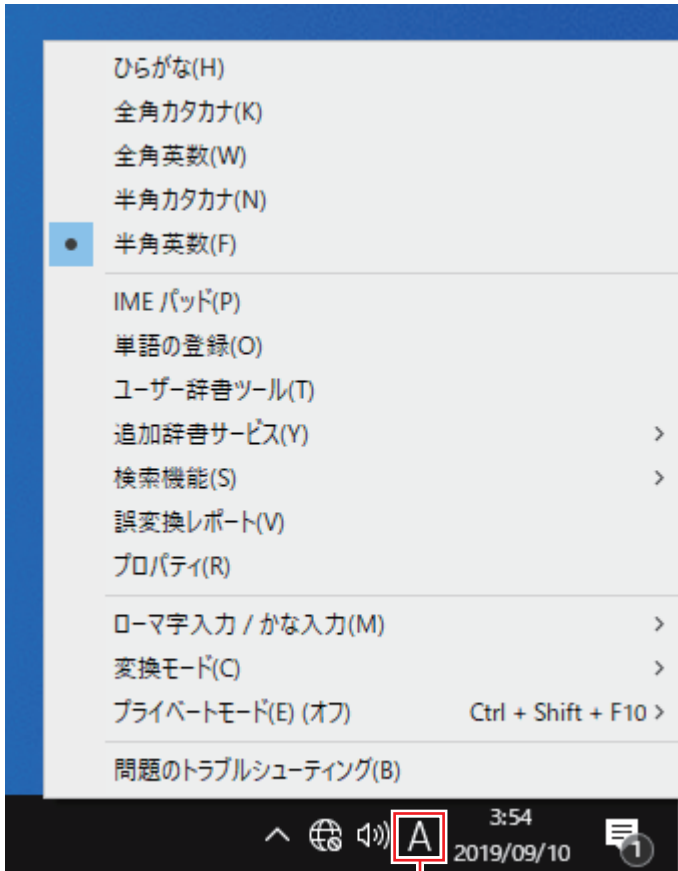 ひらがな(H)
全角カタカナ(K)
全角英数(W)
半角カタカナ(N)
半角英数(F)
IME パッド(P)
単語の登録(O)
ユーザー辞書ツール(T)
追加辞書サービス(Y)
検索機能(S)
誤変換レポート(V)
プロパティ(R)
ローマ字入力 / かな入力(M)
変換モード(C)
プライベートモード(E) (オフ) Ctrl + Shift + F10
問題のトラブルシューティング(B)
A
3:54
2019/09/10
1